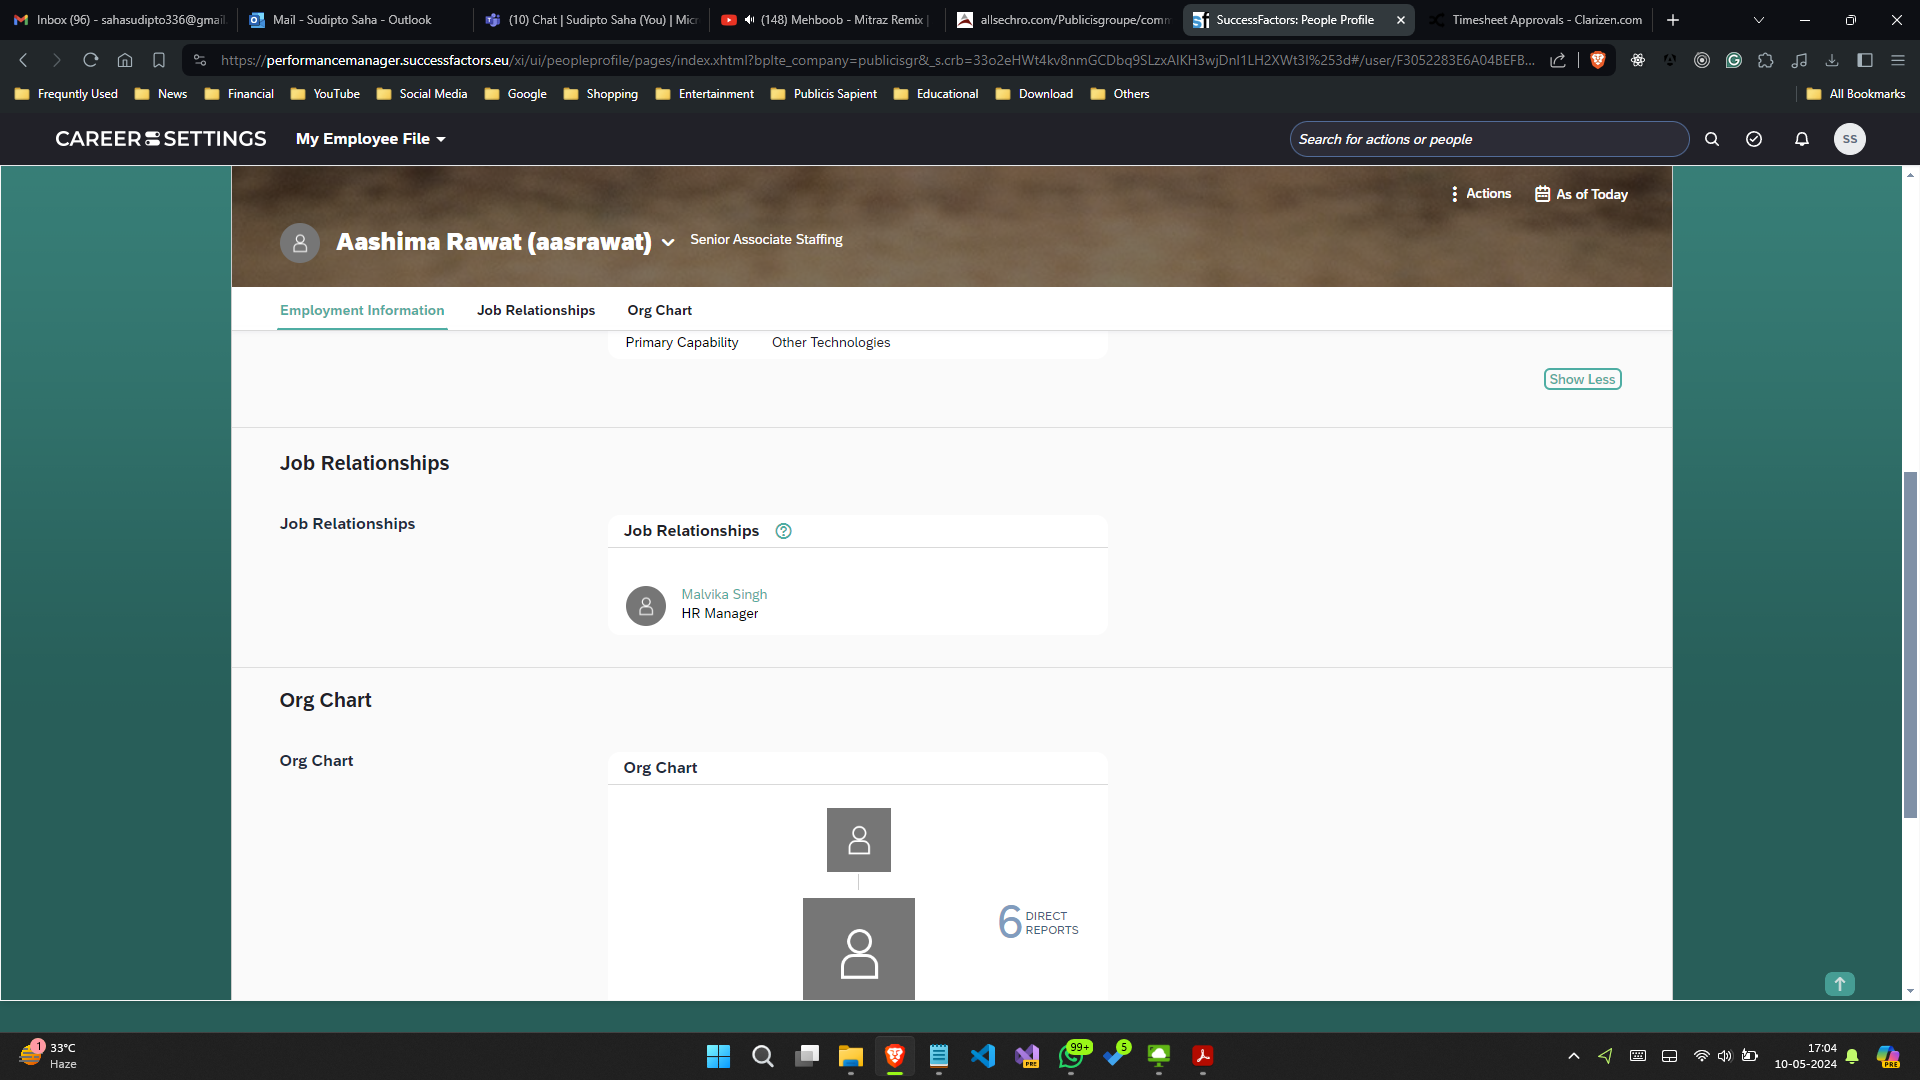 Inbox (96) - sahasudipto336@gmail
Mail - Sudipto Saha - Outlook
(10) Chat | Sudipto Saha (You) | Micr
(148) Mehboob - Mitraz Remix |
allsechro.com/Publicisgroupe/comm
SuccessFactors: People Profile
Timesheet Approvals - Clarizen.com
https://performancemanager.successfactors.eu/xi/ui/peopleprofile/pages/index.xhtml?bplte_company=publicisgr&_s.crb=33o2eHWt4kv8nmGCDbq9SLzxAIKH3wjDnI1LH2XWt3I%253d#/user/F3052283E6A04BEFB...
Frequntly Used
News
Financial
YouTube
Social Media
Google
Shopping
Entertainment
Publicis Sapient
Educational
Download
Others
All Bookmarks
CAREER SETTINGS
My Employee File
Search for actions or people
SS
Actions
As of Today
Aashima Rawat (aasrawat)
Senior Associate Staffing
Employment Information
Job Relationships
Org Chart
Primary Capability
Other Technologies
Show Less
Job Relationships
Job Relationships
Job Relationships
Malvika Singh
HR Manager
Org Chart
Org Chart
Org Chart
6 DIRECT
REPORTS
1
33°C
Haze
PRE
99+
5
17:04
10-05-2024
PRE